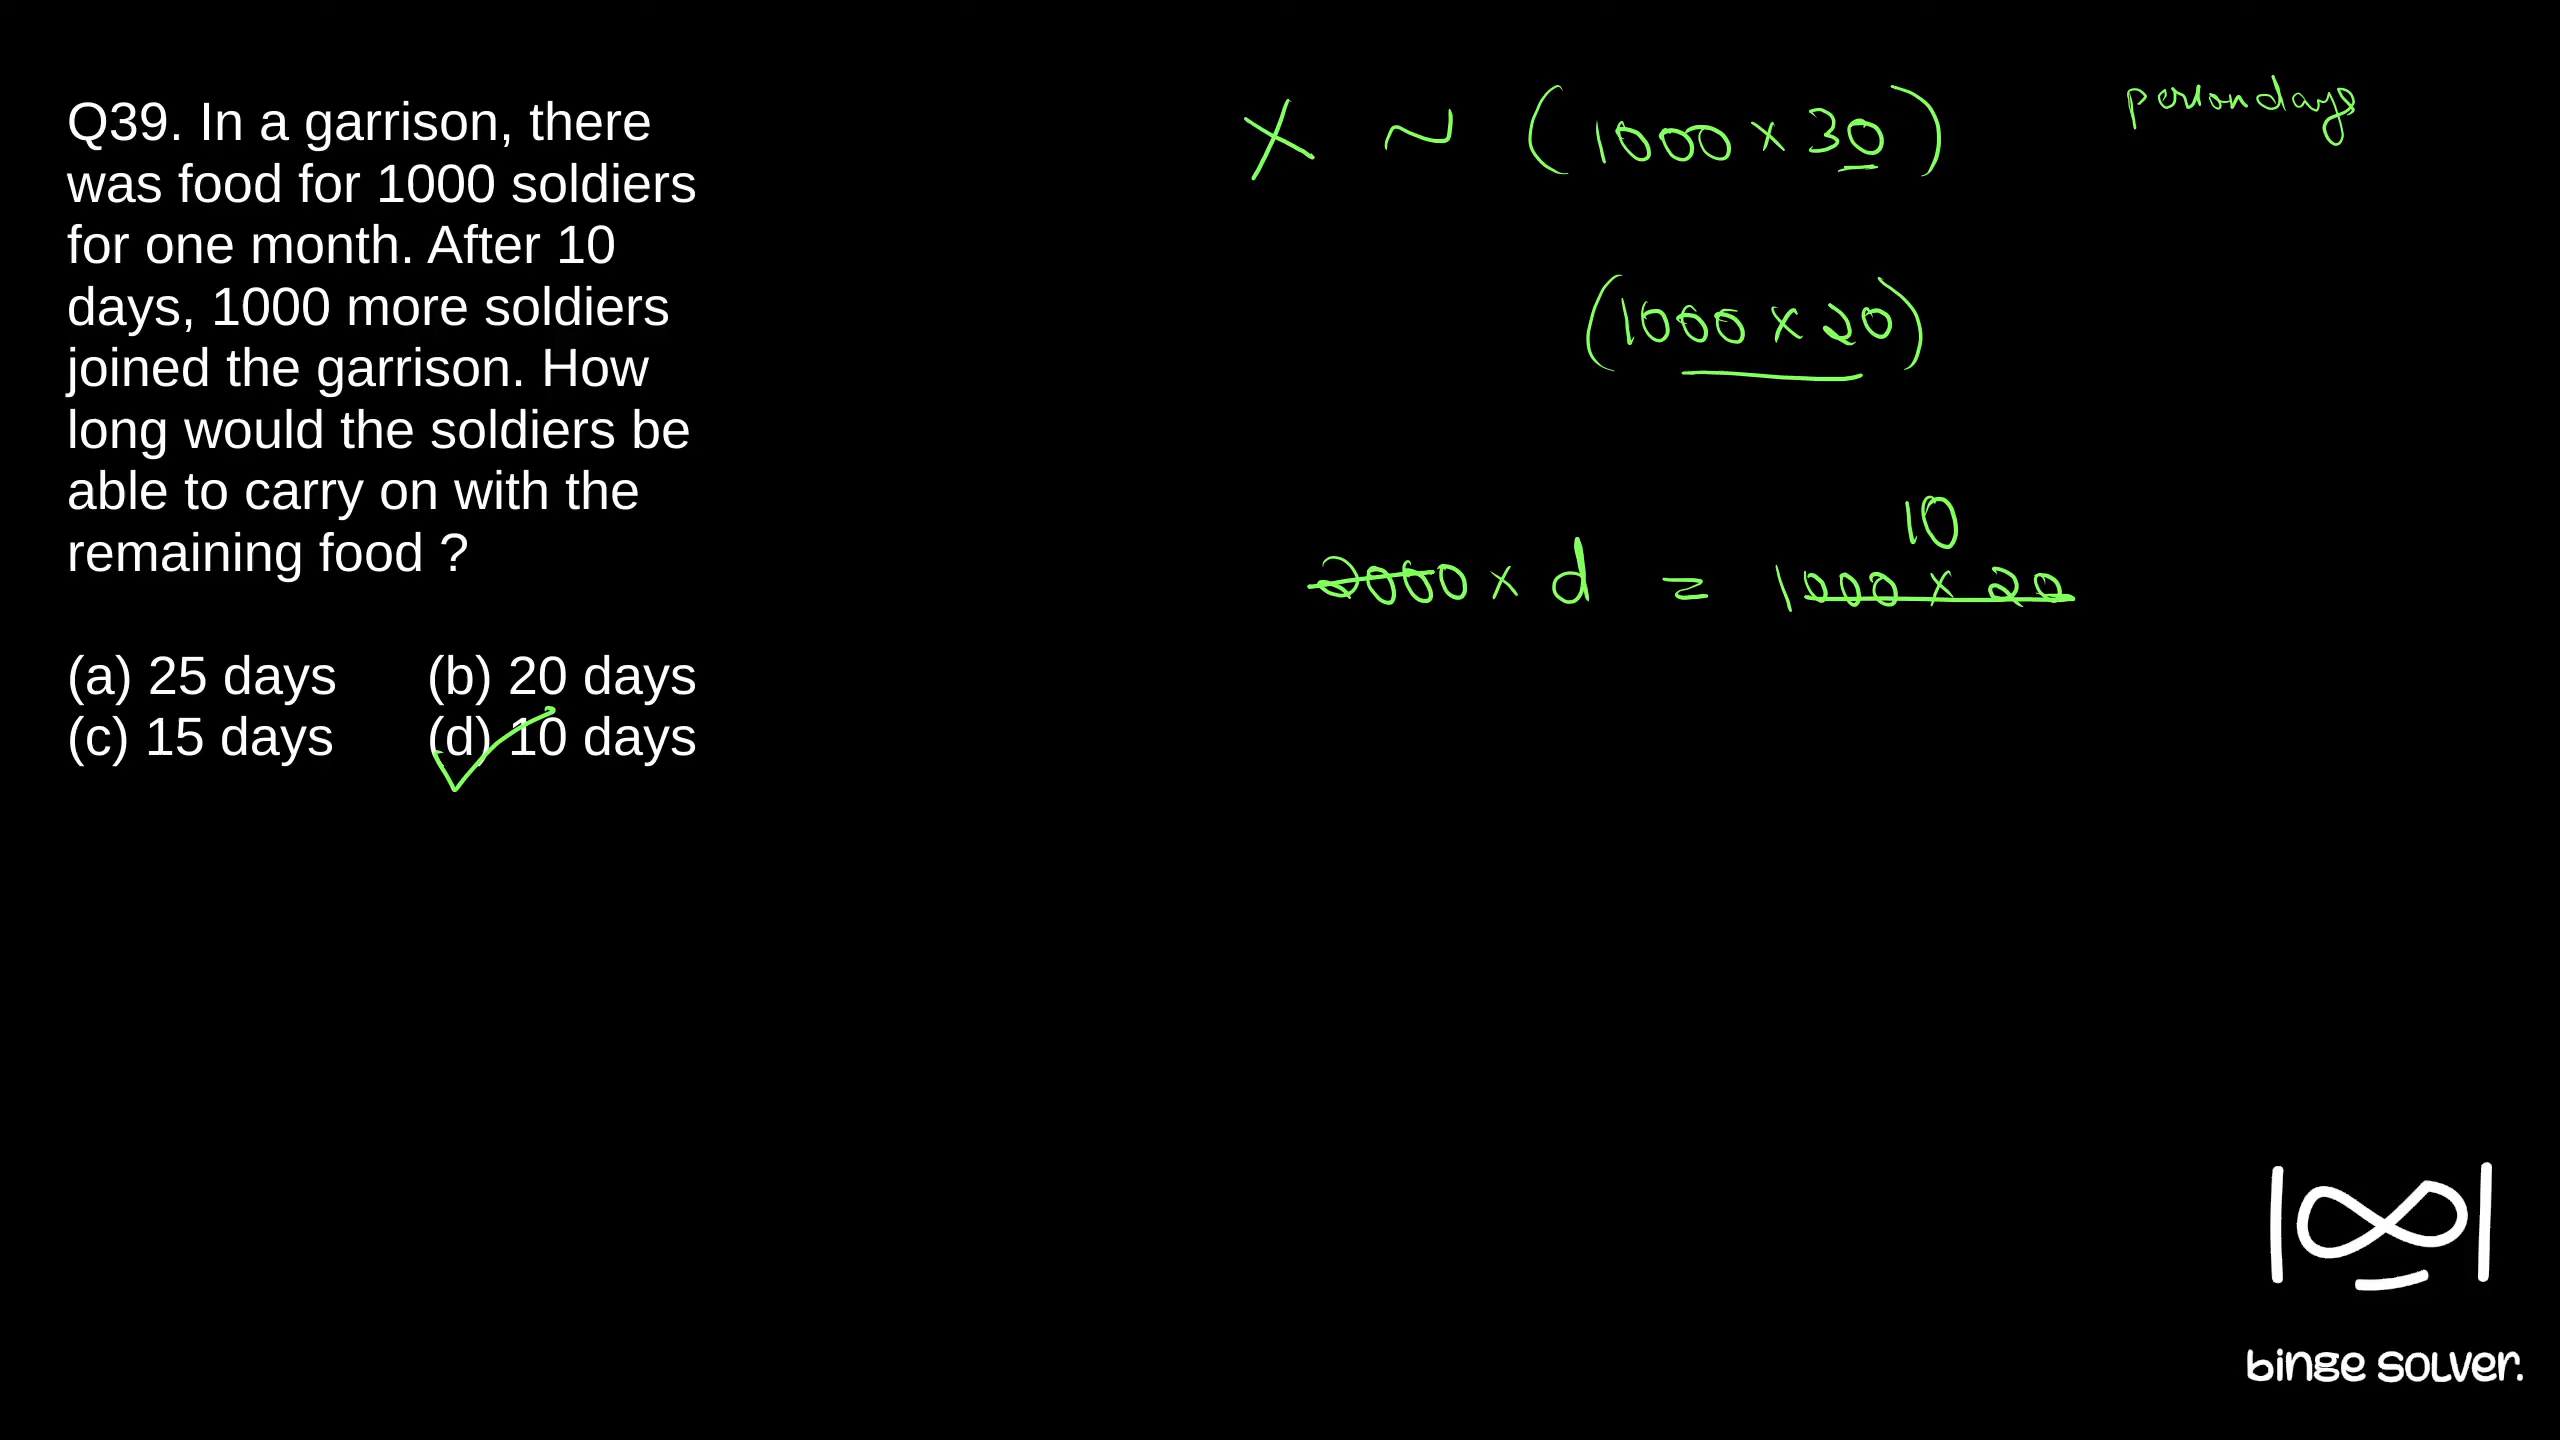 Q39. In a garrison, there
was food for 1000 soldiers
for one month. After 10
days, 1000 more soldiers
joined the garrison. How
long would the soldiers be
able to carry on with the
remaining food ?
(a) 25 days (b) 20 days
(c) 15 days (d) 10 days
X ~ (1000 × 30) persondays
(1000 × 20)
10
2000 × d = 1000 × 20
binge solver.